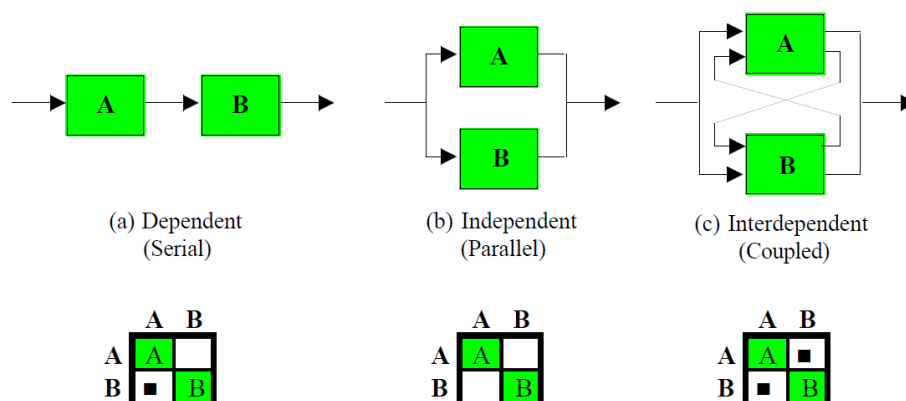 A B
A
B
A
B
(a) Dependent
(Serial)
(b) Independent
(Parallel)
(c) Interdependent
(Coupled)
A B
A A
B ■ B
A B
A A
B B
A B
A A ■
B ■ B